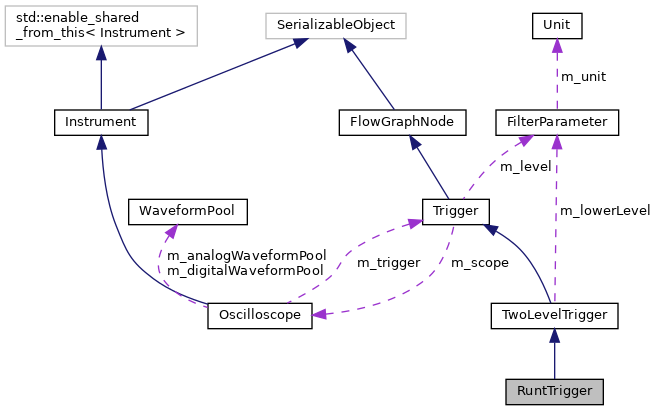 std::enable_shared
_from_this< Instrument >
SerializableObject
Unit
m_unit
Instrument
FlowGraphNode
FilterParameter
m_level
WaveformPool
Trigger
m_lowerLevel
m_analogWaveformPool
m_digitalWaveformPool
m_trigger
m_scope
Oscilloscope
TwoLevelTrigger
RuntTrigger